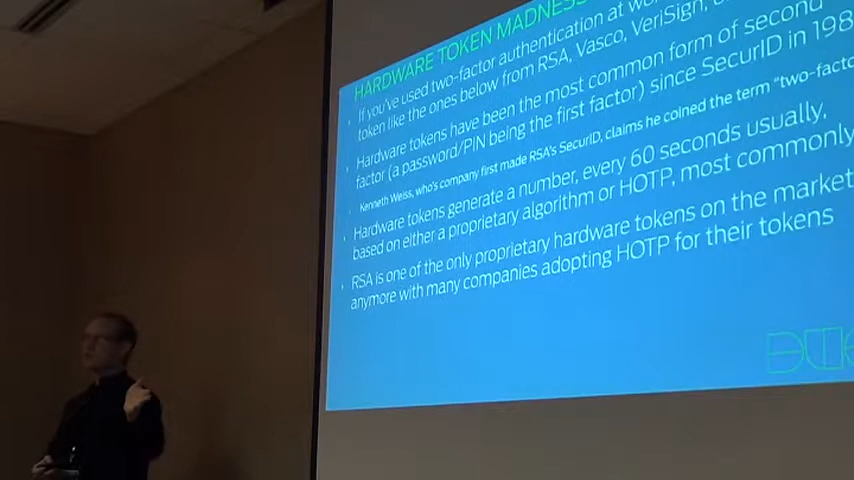 HARDWARE TOKEN MADNESS
If you've used two-factor authentication at
token like the ones below from RSA, Vasco, VeriSign,
Hardware tokens have been the most common form of second
factor (a password/PIN being the first factor) since SecurID in 198
Kenneth Weiss, who's company first made RSA's SecurID, claims he coined the term "two-facto
Hardware tokens generate a number, every 60 seconds usually,
based on either a proprietary algorithm or HOTP, most commonly
RSA is one of the only proprietary hardware tokens on the market
anymore with many companies adopting HOTP for their tokens